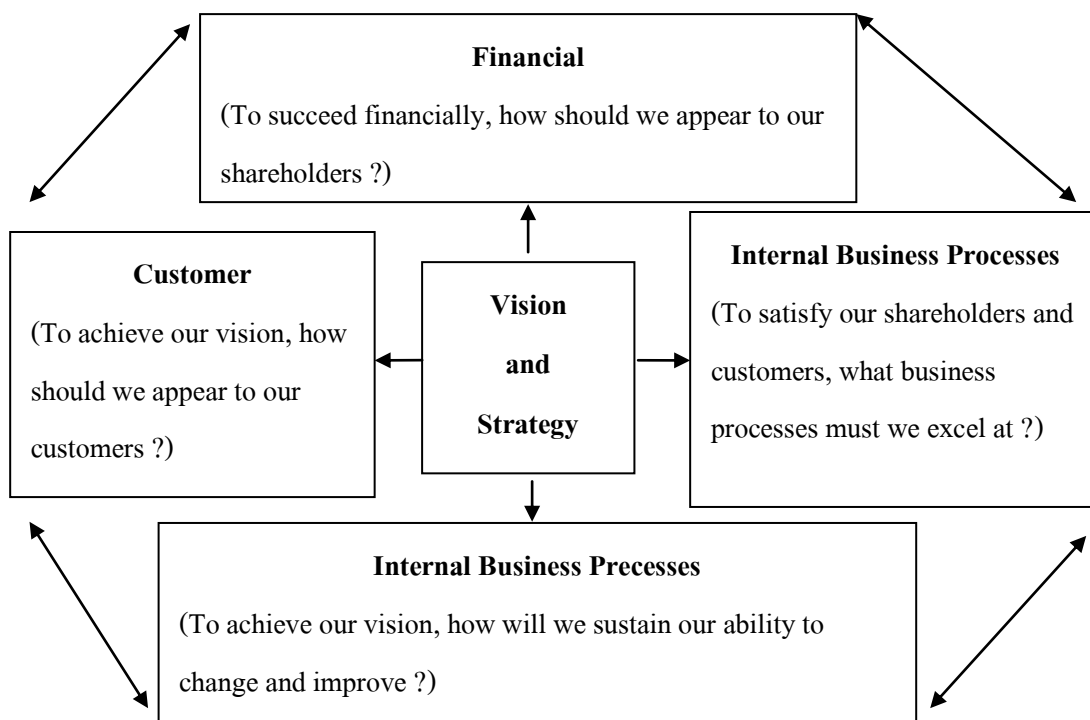 Financial
(To succeed financially, how should we appear to our
shareholders ?)
Customer
(To achieve our vision, how
should we appear to our
customers ?)
Vision
and
Strategy
Internal Business Processes
(To satisfy our shareholders and
customers, what business
processes must we excel at ?)
Internal Business Precesses
(To achieve our vision, how will we sustain our ability to
change and improve ?)